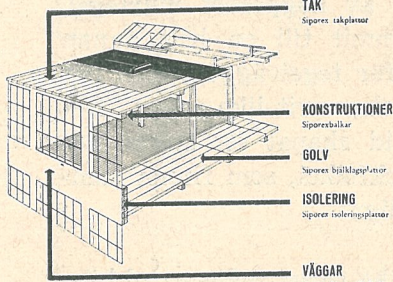 TAK
Siporex takplattor
KONSTRUKTIONER
Siporexbalkar
GOLV
Siporex bjälklagsplattor
ISOLERING
Siporex isoleringsplattor
VÄGGAR